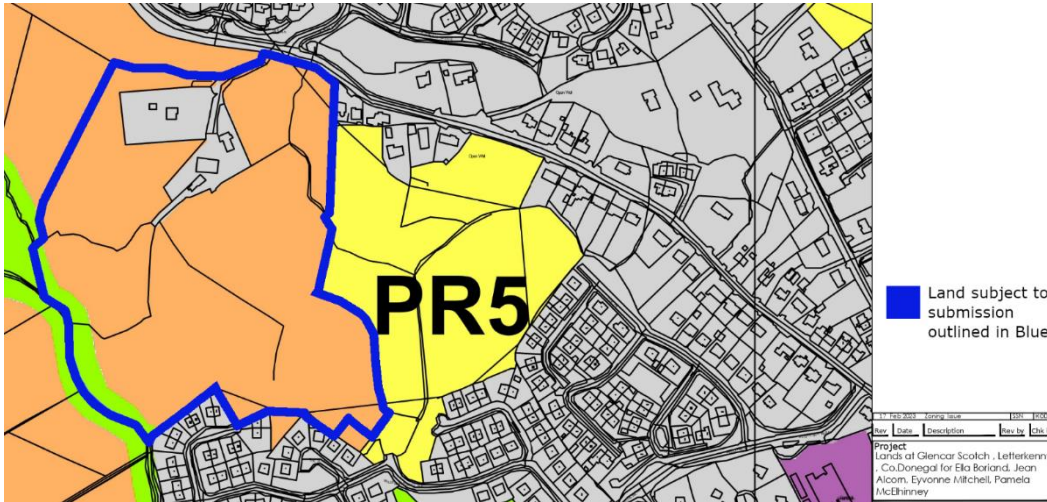 PR5
Land subject to
submission
outlined in Blue
17 Feb 2023 Zoning Issue
Rev Date Description Rev by Chk
Project
Lands at Glencar Scotch , Letterkenn
, Co.Donegal for Ella Boriand, Jean
Alcorn, Eyvonne Mitchell, Pamela
McElhinney